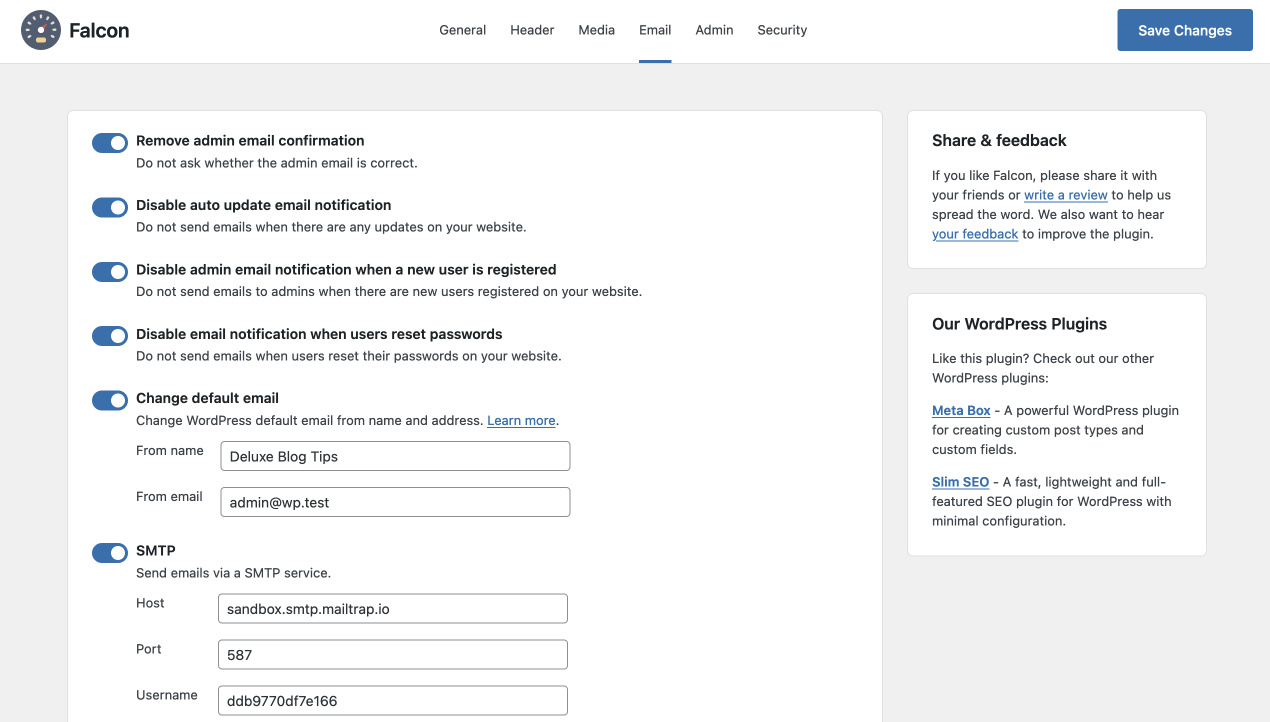 Falcon
General
Header
Media
Email
Admin
Security
Save Changes
Remove admin email confirmation
Do not ask whether the admin email is correct.
Disable auto update email notification
Do not send emails when there are any updates on your website.
Disable admin email notification when a new user is registered
Do not send emails to admins when there are new users registered on your website.
Disable email notification when users reset passwords
Do not send emails when users reset their passwords on your website.
Change default email
Change WordPress default email from name and address. Learn more.
From name
Deluxe Blog Tips
From email
admin@wp.test
SMTP
Send emails via a SMTP service.
Host
sandbox.smtp.mailtrap.io
Port
587
Username
ddb9770df7e166
Share & feedback
If you like Falcon, please share it with
your friends or write a review to help us
spread the word. We also want to hear
your feedback to improve the plugin.
Our WordPress Plugins
Like this plugin? Check out our other
WordPress plugins:
Meta Box - A powerful WordPress plugin
for creating custom post types and
custom fields.
Slim SEO - A fast, lightweight and full-
featured SEO plugin for WordPress with
minimal configuration.